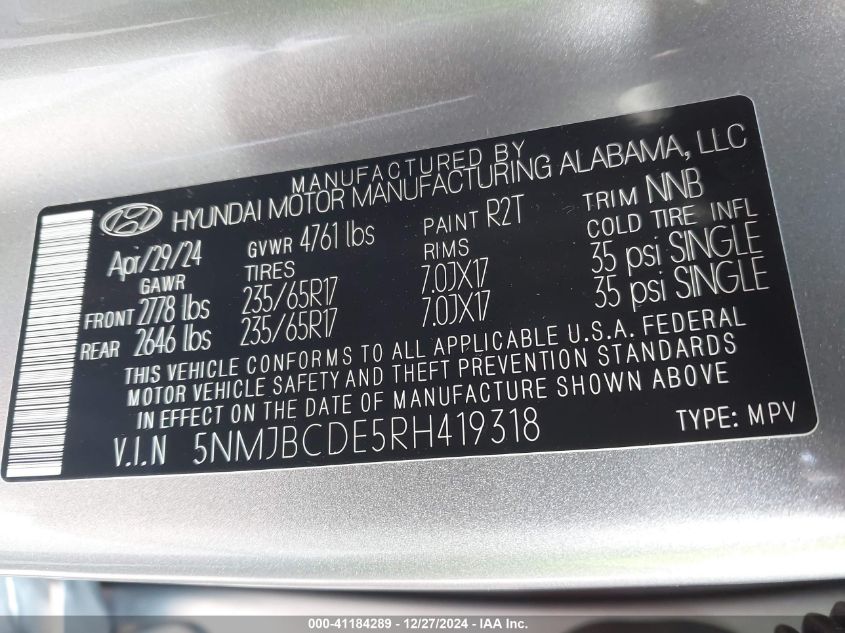 MANUFACTURED BY
HYUNDAI MOTOR MANUFACTURING ALABAMA, LLC
Apr/29/24 GVWR 4761 lbs PAINT R2T TRIM NNB
GAWR TIRES RIMS COLD TIRE INFL
FRONT 2778 lbs 235/65R17 7.0JX17 35 psi SINGLE
REAR 2646 lbs 235/65R17 7.0JX17 35 psi SINGLE
THIS VEHICLE CONFORMS TO ALL APPLICABLE U.S.A. FEDERAL
MOTOR VEHICLE SAFETY AND THEFT PREVENTION STANDARDS
IN EFFECT ON THE DATE OF MANUFACTURE SHOWN ABOVE
V.I.N 5NMJBCDE5RH419318 TYPE: MPV
000-41184289 - 12/27/2024 - IAA Inc.